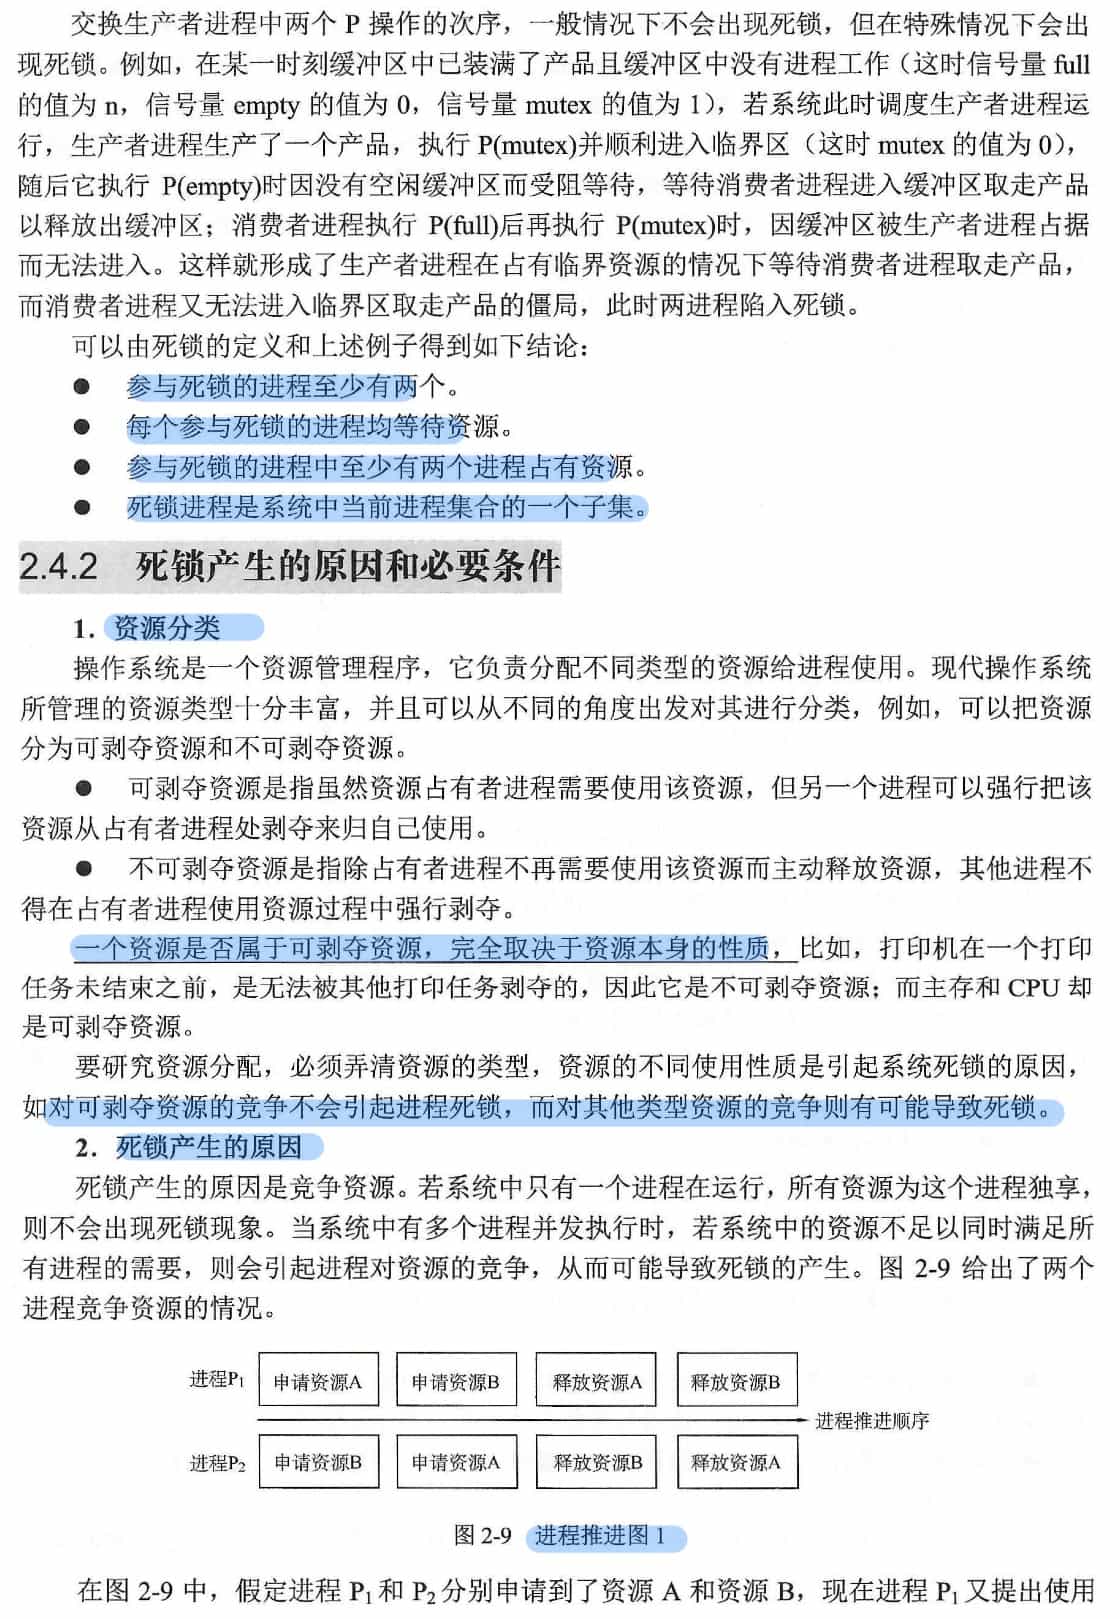 交换生产者进程中两个 P 操作的次序，一般情况下不会出现死锁，但在特殊情况下会出
现死锁。例如，在某一时刻缓冲区中已装满了产品且缓冲区中没有进程工作（这时信号量 full
的值为 n，信号量 empty 的值为 0，信号量 mutex 的值为 1），若系统此时调度生产者进程运
行，生产者进程生产了一个产品，执行 P(mutex)并顺利进入临界区（这时 mutex 的值为 0），
随后它执行 P(empty)时因没有空闲缓冲区而受阻等待，等待消费者进程进入缓冲区取走产品
以释放出缓冲区；消费者进程执行 P(full)后再执行 P(mutex)时，因缓冲区被生产者进程占据
而无法进入。这样就形成了生产者进程在占有临界资源的情况下等待消费者进程取走产品，
而消费者进程又无法进入临界区取走产品的僵局，此时两进程陷入死锁。
可以由死锁的定义和上述例子得到如下结论：
● 参与死锁的进程至少有两个。
● 每个参与死锁的进程均等待资源。
● 参与死锁的进程中至少有两个进程占有资源。
● 死锁进程是系统中当前进程集合的一个子集。
2.4.2 死锁产生的原因和必要条件
1. 资源分类
操作系统是一个资源管理程序，它负责分配不同类型的资源给进程使用。现代操作系统
所管理的资源类型十分丰富，并且可以从不同的角度出发对其进行分类，例如，可以把资源
分为可剥夺资源和不可剥夺资源。
● 可剥夺资源是指虽然资源占有者进程需要使用该资源，但另一个进程可以强行把该
资源从占有者进程处剥夺来归自己使用。
● 不可剥夺资源是指除占有者进程不再需要使用该资源而主动释放资源，其他进程不
得在占有者进程使用资源过程中强行剥夺。
一个资源是否属于可剥夺资源，完全取决于资源本身的性质，比如，打印机在一个打印
任务未结束之前，是无法被其他打印任务剥夺的，因此它是不可剥夺资源；而主存和 CPU 却
是可剥夺资源。
要研究资源分配，必须弄清资源的类型，资源的不同使用性质是引起系统死锁的原因，
如对可剥夺资源的竞争不会引起进程死锁，而对其他类型资源的竞争则有可能导致死锁。
2. 死锁产生的原因
死锁产生的原因是竞争资源。若系统中只有一个进程在运行，所有资源为这个进程独享，
则不会出现死锁现象。当系统中有多个进程并发执行时，若系统中的资源不足以同时满足所
有进程的需要，则会引起进程对资源的竞争，从而可能导致死锁的产生。图 2-9 给出了两个
进程竞争资源的情况。
进程P1 申请资源A 申请资源B 释放资源A 释放资源B
进程推进顺序
进程P2 申请资源B 申请资源A 释放资源B 释放资源A
图 2-9 进程推进图 1
在图 2-9 中，假定进程 P1 和 P2 分别申请到了资源 A 和资源 B，现在进程 P1 又提出使用